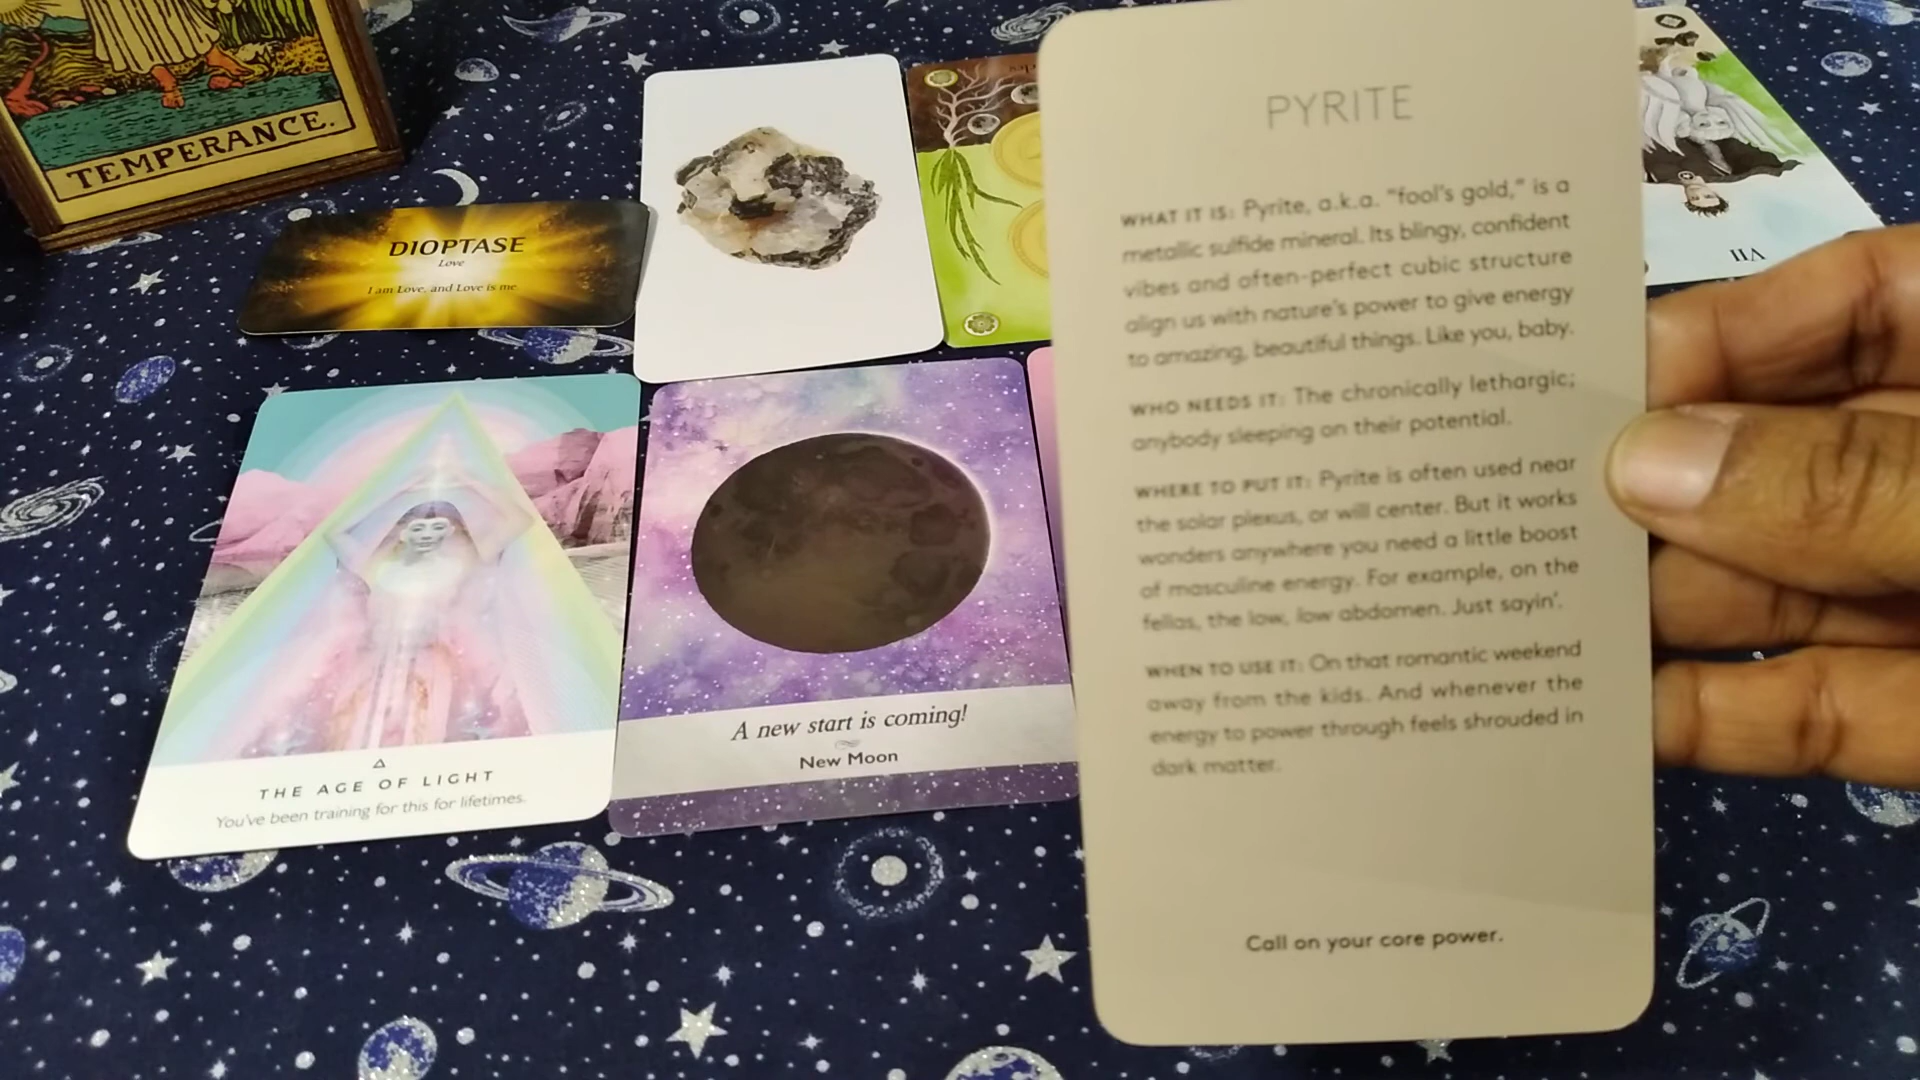 TEMPERANCE.
DIOPTASE
Love
I am Love, and Love is me
THE AGE OF LIGHT
You've been training for this for lifetimes.
A new start is coming!
New Moon
PYRITE
WHAT IT IS: Pyrite, a.k.a. "fool's gold," is a
metallic sulfide mineral. Its blingy, confident
vibes and often-perfect cubic structure
align us with nature's power to give energy
to amazing, beautiful things. Like you, baby.
WHO NEEDS IT: The chronically lethargic;
anybody sleeping on their potential.
WHERE TO PUT IT: Pyrite is often used near
the solar plexus, or will center. But it works
wonders anywhere you need a little boost
of masculine energy. For example, on the
fellas, the low, low abdomen. Just sayin'.
WHEN TO USE IT: On that romantic weekend
away from the kids. And whenever the
energy to power through feels shrouded in
dark matter.
Call on your core power.
VII